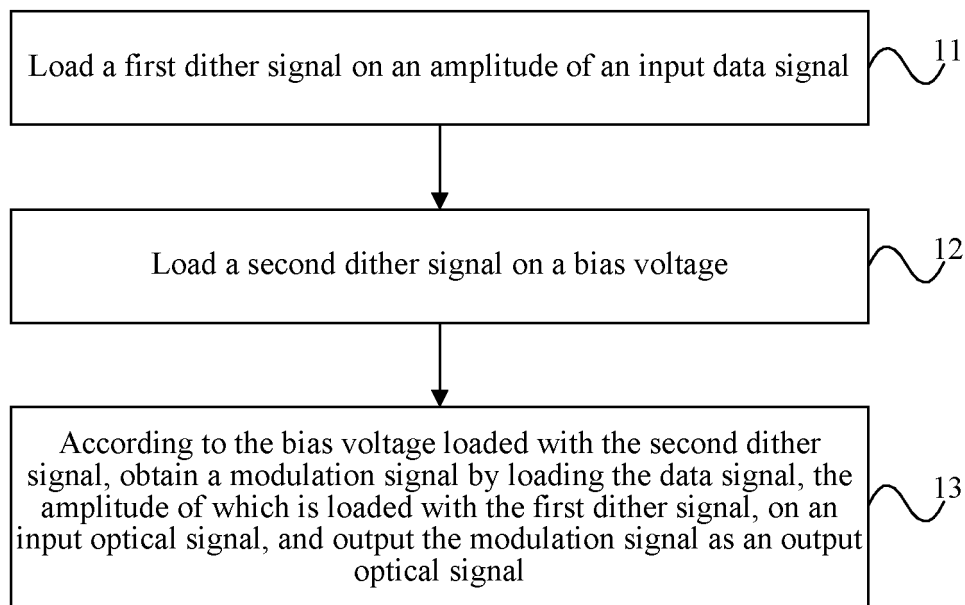 Load a first dither signal on an amplitude of an input data signal
11
Load a second dither signal on a bias voltage
12
According to the bias voltage loaded with the second dither
signal, obtain a modulation signal by loading the data signal, the
amplitude of which is loaded with the first dither signal, on an
input optical signal, and output the modulation signal as an output
optical signal
13